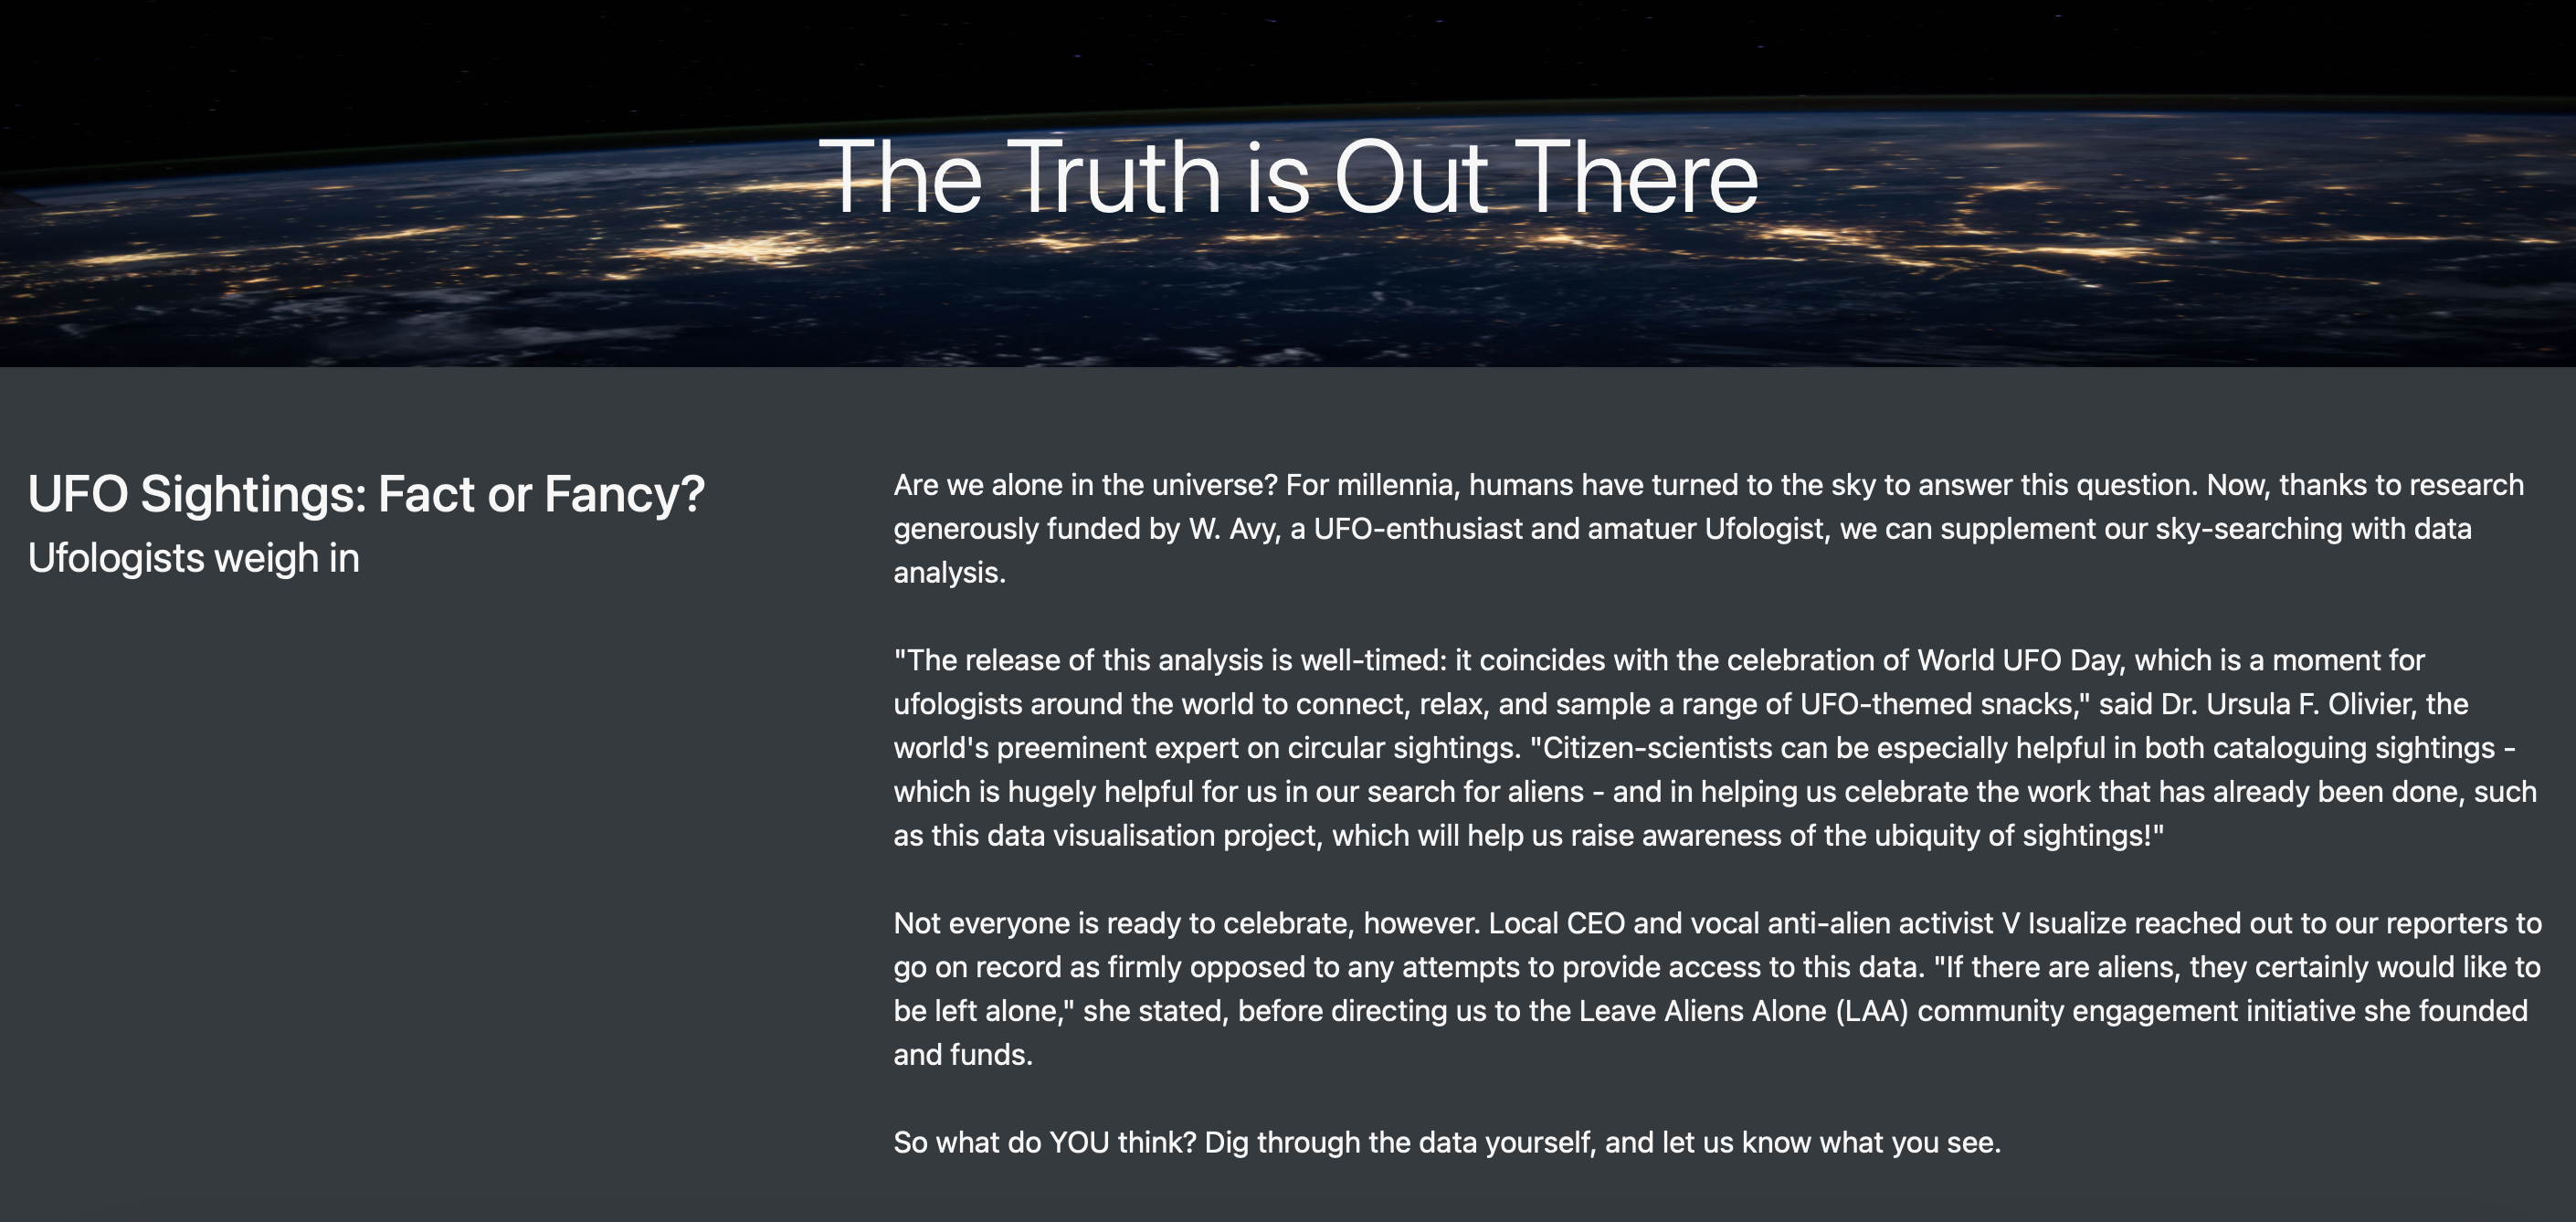 The Truth is Out There
UFO Sightings: Fact or Fancy?
Ufologists weigh in
Are we alone in the universe? For millennia, humans have turned to the sky to answer this question. Now, thanks to research
generously funded by W. Avy, a UFO-enthusiast and amatuer Ufologist, we can supplement our sky-searching with data
analysis.
"The release of this analysis is well-timed: it coincides with the celebration of World UFO Day, which is a moment for
ufologists around the world to connect, relax, and sample a range of UFO-themed snacks," said Dr. Ursula F. Olivier, the
world's preeminent expert on circular sightings. "Citizen-scientists can be especially helpful in both cataloguing sightings -
which is hugely helpful for us in our search for aliens - and in helping us celebrate the work that has already been done, such
as this data visualisation project, which will help us raise awareness of the ubiquity of sightings!"
Not everyone is ready to celebrate, however. Local CEO and vocal anti-alien activist V Isualize reached out to our reporters to
go on record as firmly opposed to any attempts to provide access to this data. "If there are aliens, they certainly would like to
be left alone," she stated, before directing us to the Leave Aliens Alone (LAA) community engagement initiative she founded
and funds.
So what do YOU think? Dig through the data yourself, and let us know what you see.